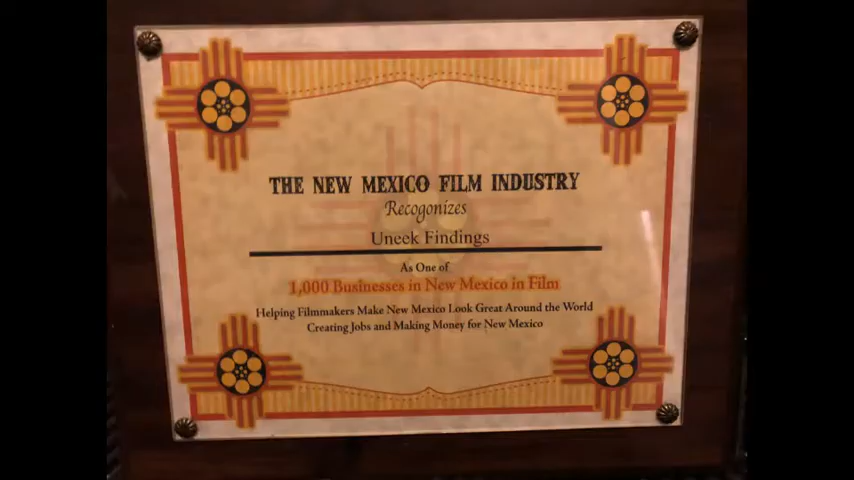 THE NEW MEXICO FILM INDUSTRY
Recogonizes
Uneek Findings
As One of
1,000 Businesses in New Mexico in Film
Helping Filmmakers Make New Mexico Look Great Around the World
Creating Jobs and Making Money for New Mexico